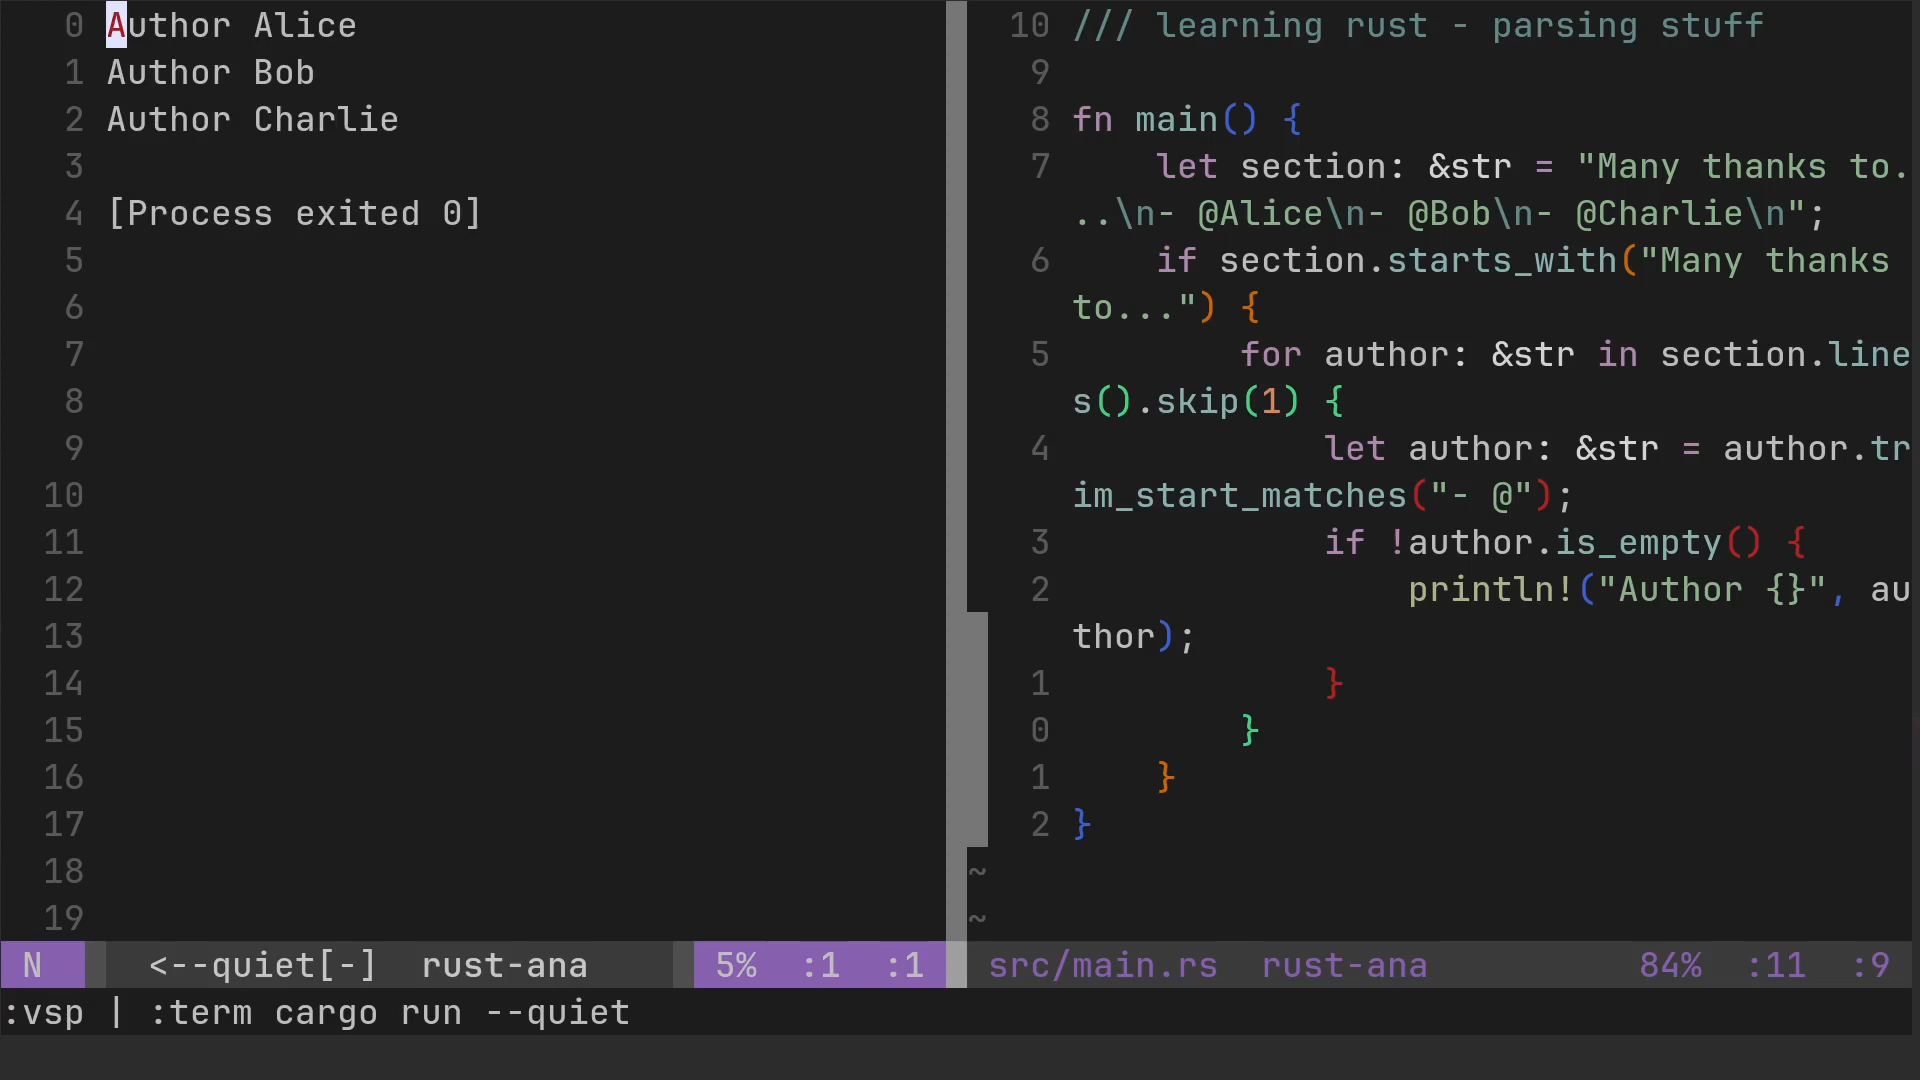 0 Author Alice
1 Author Bob
2 Author Charlie
3
4 [Process exited 0]
5
6
7
8
9
10
11
12
13
14
15
16
17
18
19
N <--quiet[-] rust-ana 5% :1 :1
10 /// learning rust - parsing stuff
9
8 fn main() {
7     let section: &str = "Many thanks to.
..\n- @Alice\n- @Bob\n- @Charlie\n";
6     if section.starts_with("Many thanks
to...") {
5         for author: &str in section.line
s().skip(1) {
4             let author: &str = author.tr
im_start_matches("- @");
3             if !author.is_empty() {
2                 println!("Author {}", au
thor);
1             }
0         }
1     }
2 }
~
~
src/main.rs rust-ana 84% :11 :9
:vsp | :term cargo run --quiet